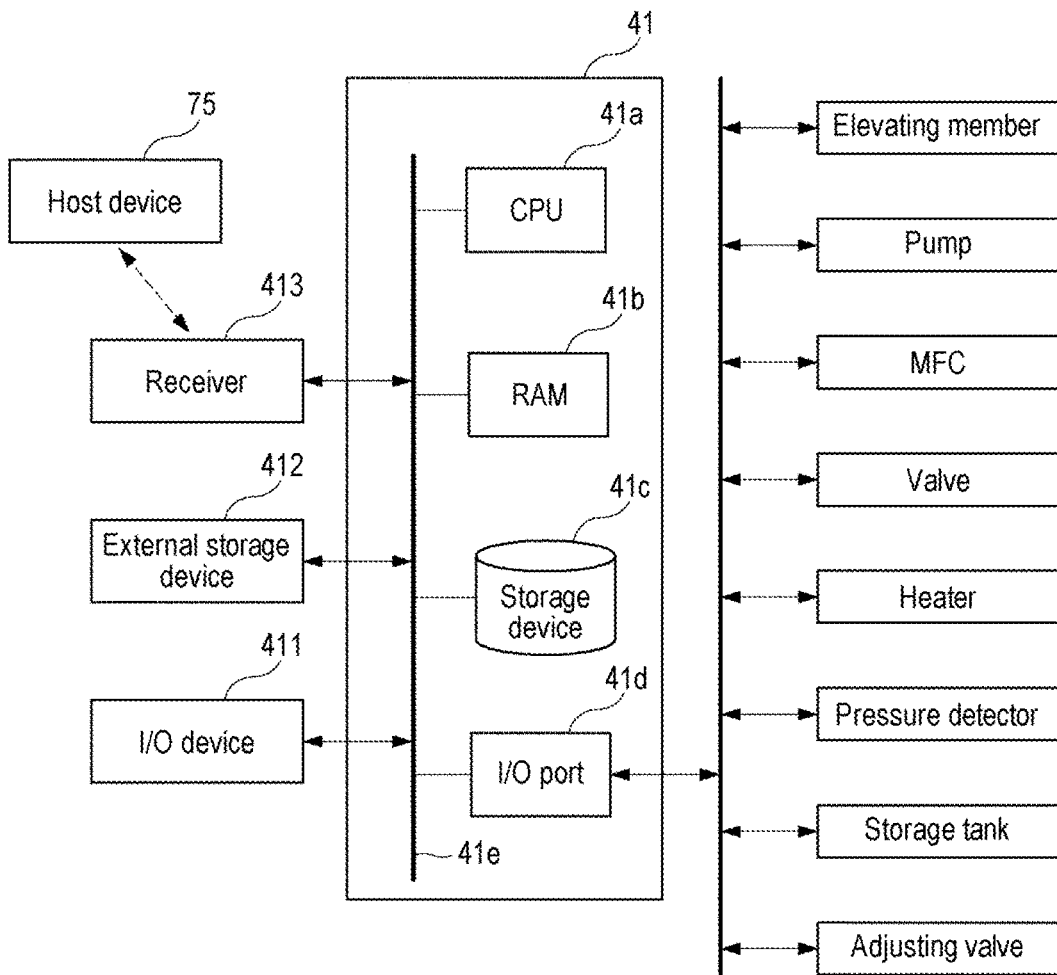 41
75
Host device
413
Receiver
412
External storage
device
411
I/O device
41a
CPU
41b
RAM
41c
Storage
device
41d
I/O port
41e
Elevating member
Pump
MFC
Valve
Heater
Pressure detector
Storage tank
Adjusting valve